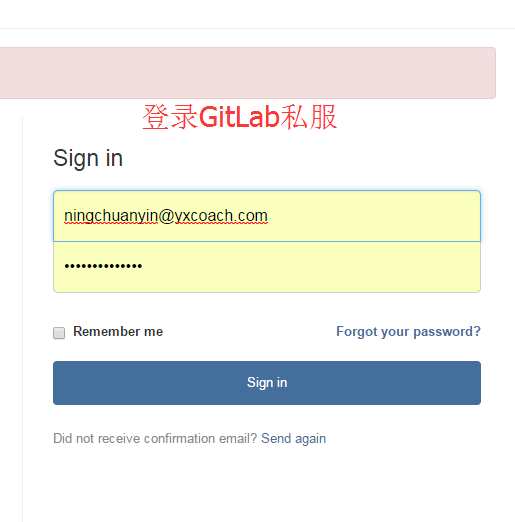 登录GitLab私服
Sign in
ningchuanyin@yxcoach.com
••••••••••••••
Remember me Forgot your password?
Sign in
Did not receive confirmation email? Send again